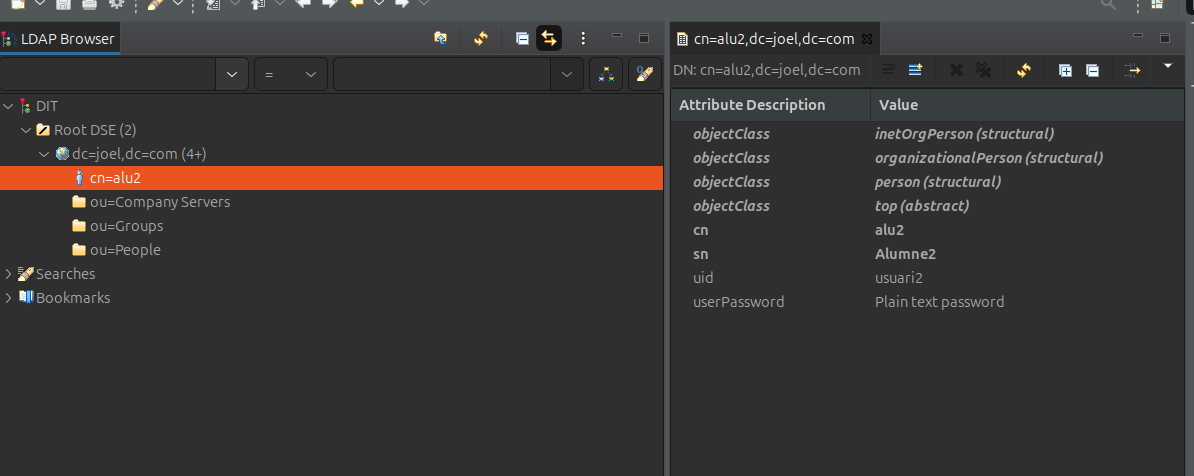 LDAP Browser
=
DIT
Root DSE (2)
dc=joel,dc=com (4+)
cn=alu2
ou=Company Servers
ou=Groups
ou=People
Searches
Bookmarks
cn=alu2,dc=joel,dc=com
DN: cn=alu2,dc=joel,dc=com
Attribute Description Value
objectClass inetOrgPerson (structural)
objectClass organizationalPerson (structural)
objectClass person (structural)
objectClass top (abstract)
cn alu2
sn Alumne2
uid usuari2
userPassword Plain text password